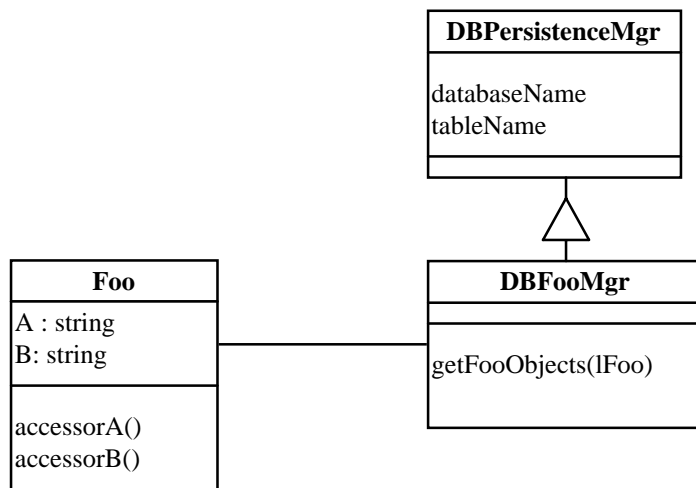 DBPersistenceMgr
databaseName
tableName
Foo
A : string
B: string
accessorA()
accessorB()
DBFooMgr
getFooObjects(lFoo)